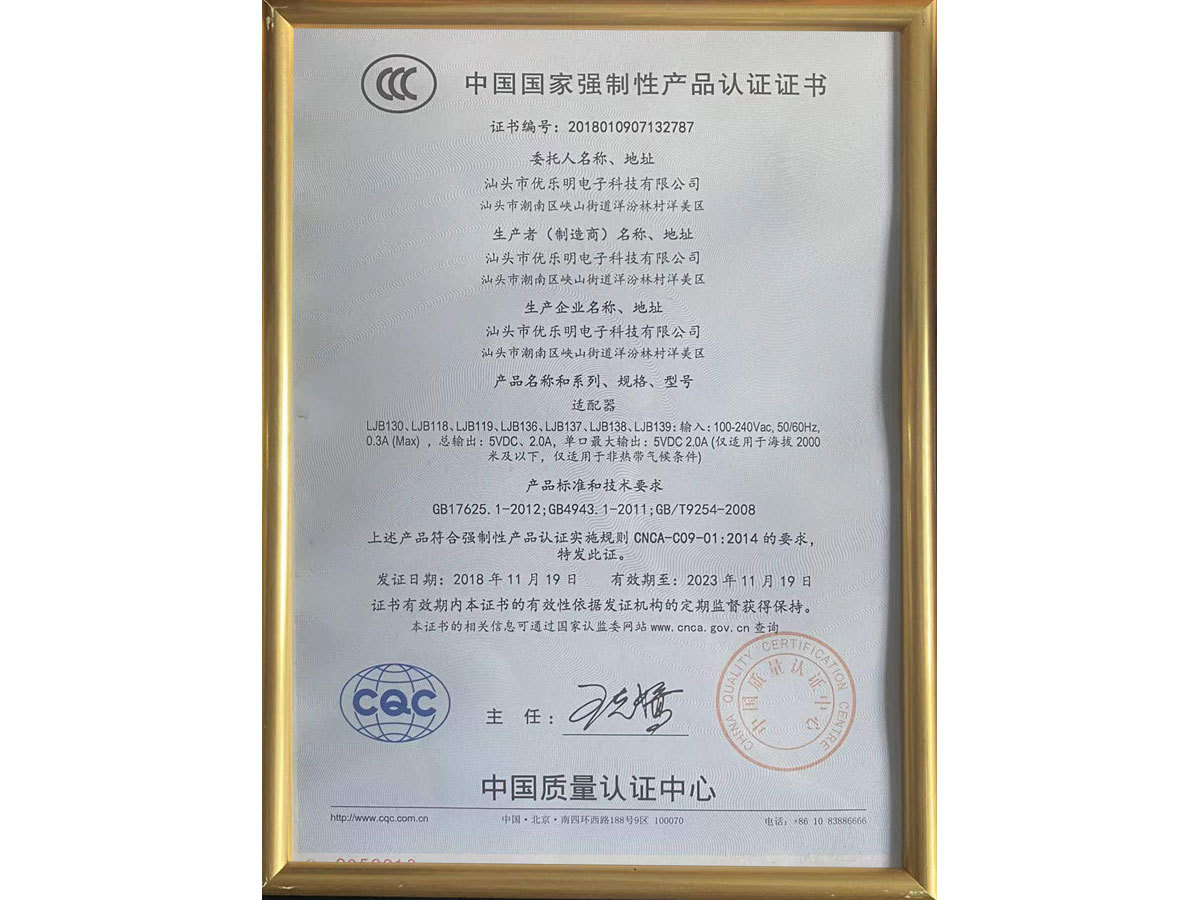 中国国家强制性产品认证证书
证书编号：2018010907132787
委托人名称、地址
汕头市优乐明电子科技有限公司
汕头市潮南区峡山街道洋汾林村洋美区
生产者（制造商）名称、地址
汕头市优乐明电子科技有限公司
汕头市潮南区峡山街道洋汾林村洋美区
生产企业名称、地址
汕头市优乐明电子科技有限公司
汕头市潮南区峡山街道洋汾林村洋美区
产品名称和系列、规格、型号
适配器
LJB130、LJB118、LJB119、LJB136、LJB137、LJB138、LJB139：输入：100-240Vac, 50/60Hz,
0.3A (Max) ，总输出：5VDC、2.0A，单口最大输出：5VDC 2.0A (仅适用于海拔 2000
米及以下，仅适用于非热带气候条件)
产品标准和技术要求
GB17625.1-2012;GB4943.1-2011;GB/T9254-2008
上述产品符合强制性产品认证实施规则 CNCA-C09-01:2014 的要求，
特发此证。
发证日期：2018 年 11 月 19 日 有效期至：2023 年 11 月 19 日
证书有效期内本证书的有效性依据发证机构的定期监督获得保持。
本证书的相关信息可通过国家认监委网站 www.cnca.gov.cn 查询
CHINA QUALITY CERTIFICATION CENTRE
中国质量认证中心
CQC
主 任：
中国质量认证中心
http://www.cqc.com.cn 中国·北京·南四环西路188号9区 100070 电话：+86 10 83886666